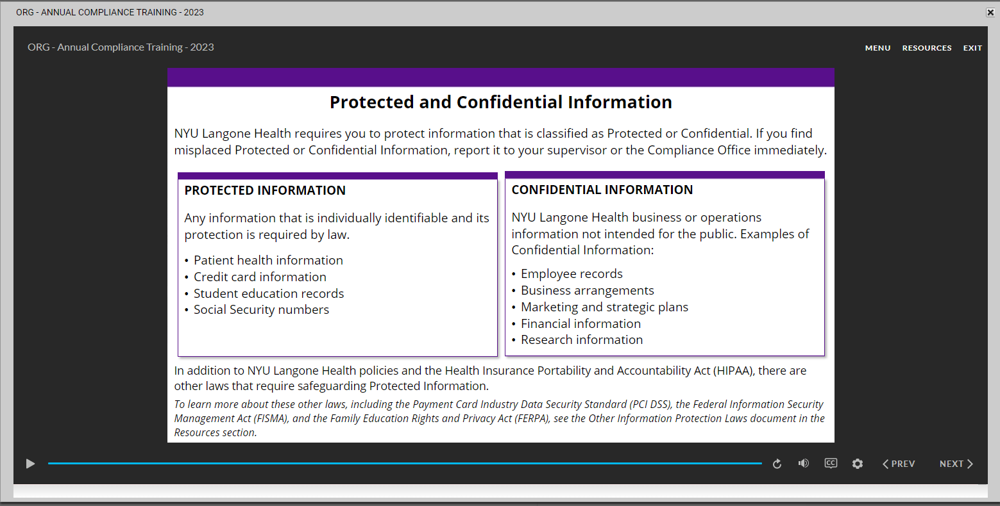 ORG - ANNUAL COMPLIANCE TRAINING - 2023
ORG - Annual Compliance Training - 2023
MENU RESOURCES EXIT
Protected and Confidential Information
NYU Langone Health requires you to protect information that is classified as Protected or Confidential. If you find
misplaced Protected or Confidential Information, report it to your supervisor or the Compliance Office immediately.
PROTECTED INFORMATION
Any information that is individually identifiable and its
protection is required by law.
• Patient health information
• Credit card information
• Student education records
• Social Security numbers
CONFIDENTIAL INFORMATION
NYU Langone Health business or operations
information not intended for the public. Examples of
Confidential Information:
• Employee records
• Business arrangements
• Marketing and strategic plans
• Financial information
• Research information
In addition to NYU Langone Health policies and the Health Insurance Portability and Accountability Act (HIPAA), there are
other laws that require safeguarding Protected Information.
To learn more about these other laws, including the Payment Card Industry Data Security Standard (PCI DSS), the Federal Information Security
Management Act (FISMA), and the Family Education Rights and Privacy Act (FERPA), see the Other Information Protection Laws document in the
Resources section.
CC PREV NEXT